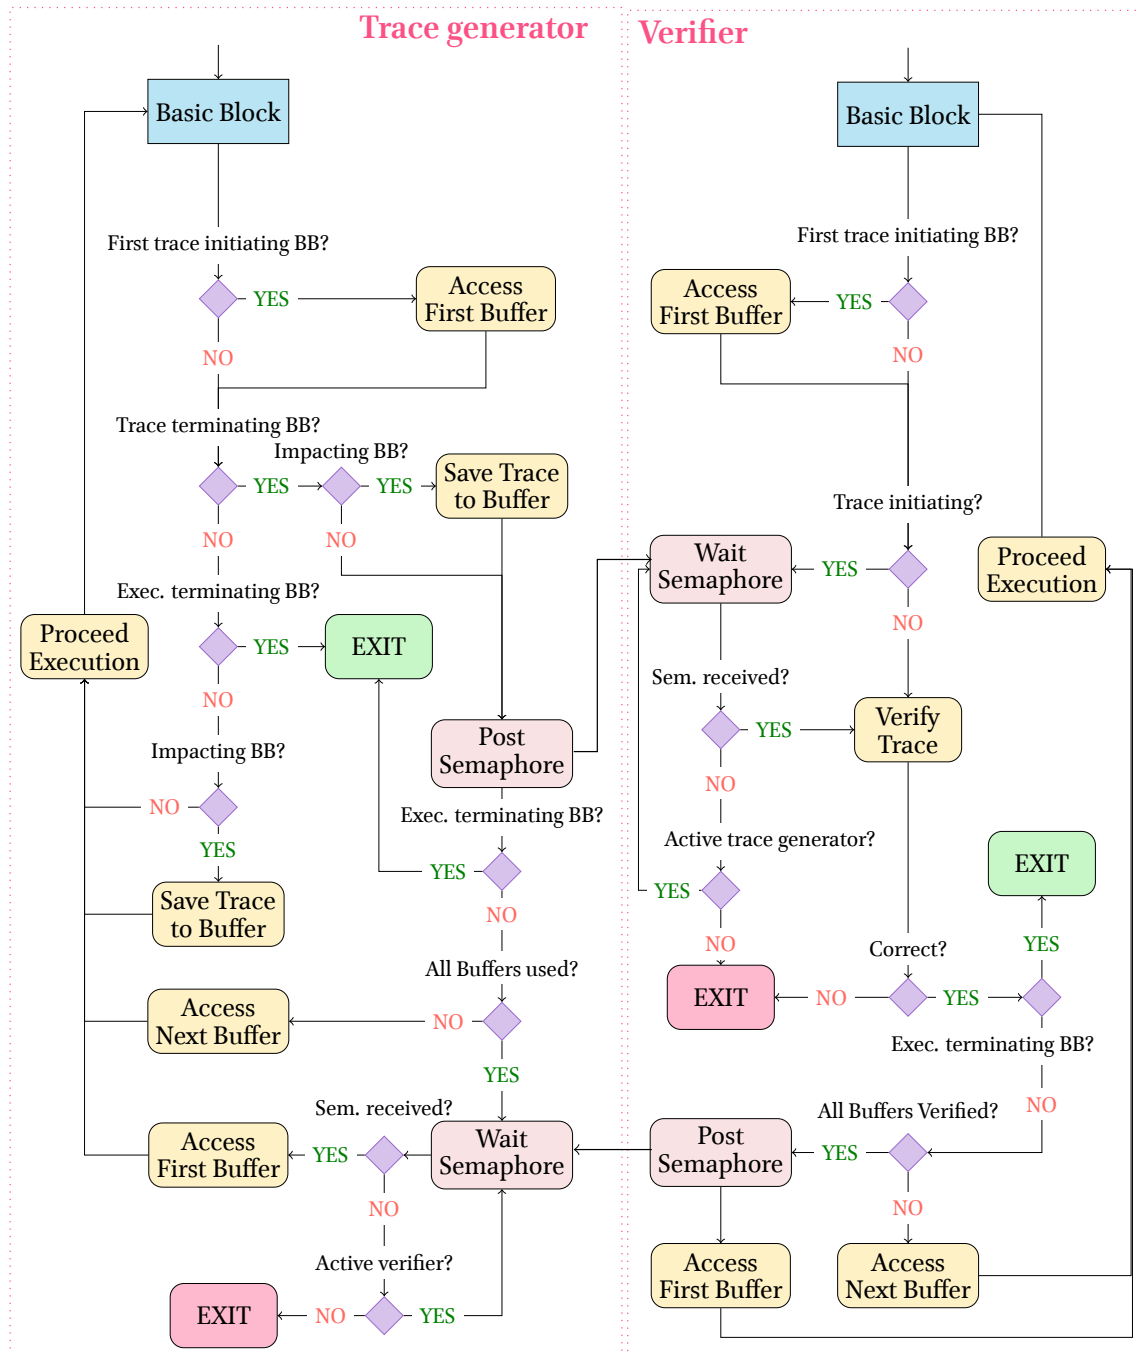 Trace generator
Basic Block
First trace initiating BB?
YES
Access
First Buffer
NO
Trace terminating BB?
Impacting BB?
YES
YES
Save Trace
to Buffer
NO
NO
Exec. terminating BB?
Proceed
Execution
YES
EXIT
NO
Post
Semaphore
Impacting BB?
NO
YES
Exec. terminating BB?
YES
Save Trace
to Buffer
NO
All Buffers used?
Access
Next Buffer
NO
YES
Sem. received?
Access
First Buffer
YES
Wait
Semaphore
NO
Active verifier?
EXIT
NO
YES
Verifier
Basic Block
First trace initiating BB?
Access
First Buffer
YES
NO
Trace initiating?
Wait
Semaphore
YES
Proceed
Execution
NO
Sem. received?
YES
Verify
Trace
NO
Active trace generator?
YES
EXIT
NO
Correct?
YES
EXIT
NO
YES
Exec. terminating BB?
NO
All Buffers Verified?
Post
Semaphore
YES
NO
Access
First Buffer
Access
Next Buffer